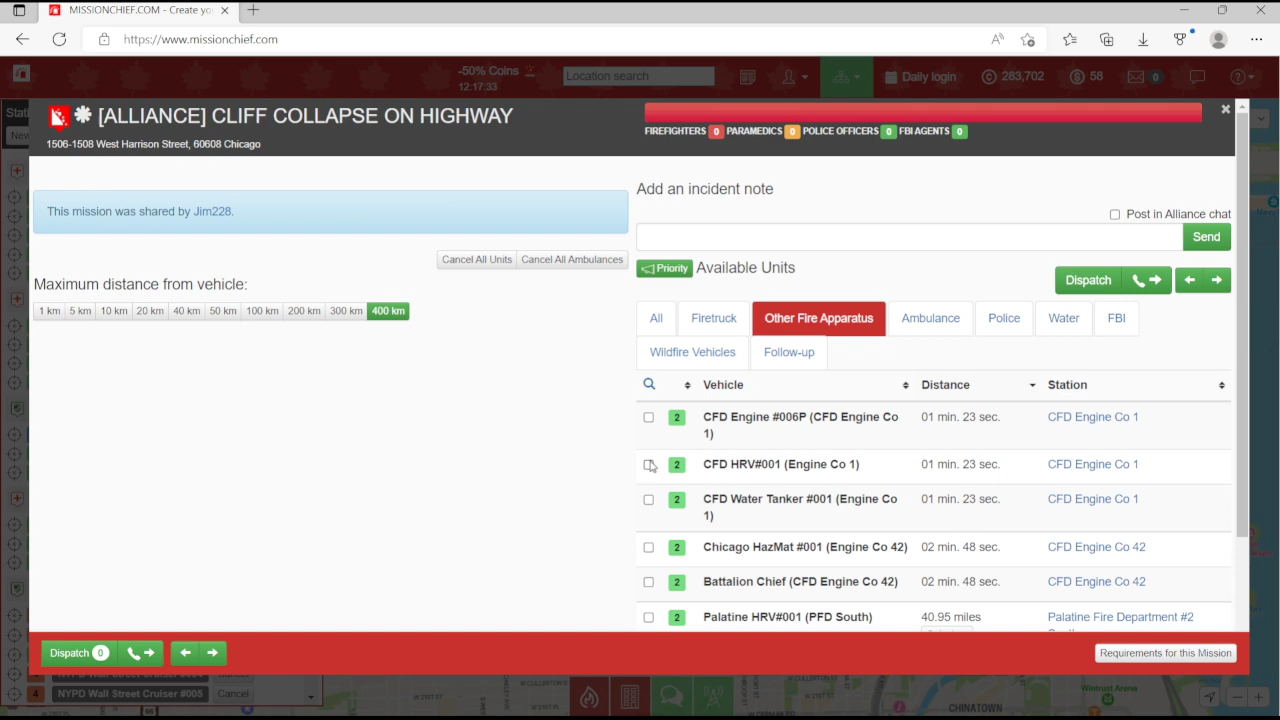 MISSIONCHIEF.COM - Create yo
https://www.missionchief.com
-50% Coins
12.17:33
Location search
Daily login
283,702
58
0
[ALLIANCE] CLIFF COLLAPSE ON HIGHWAY
1506-1508 West Harrison Street, 60608 Chicago
FIREFIGHTERS 0 PARAMEDICS 0 POLICE OFFICERS 0 FBI AGENTS 0
This mission was shared by Jim228.
Cancel All Units Cancel All Ambulances
Maximum distance from vehicle:
1 km 5 km 10 km 20 km 40 km 50 km 100 km 200 km 300 km 400 km
Add an incident note
Post in Alliance chat
Send
Priority Available Units
Dispatch
All Firetruck Other Fire Apparatus Ambulance Police Water FBI
Wildfire Vehicles Follow-up
Vehicle Distance Station
2 CFD Engine #006P (CFD Engine Co 1) 01 min. 23 sec. CFD Engine Co 1
2 CFD HRV#001 (Engine Co 1) 01 min. 23 sec. CFD Engine Co 1
2 CFD Water Tanker #001 (Engine Co 1) 01 min. 23 sec. CFD Engine Co 1
2 Chicago HazMat #001 (Engine Co 42) 02 min. 48 sec. CFD Engine Co 42
2 Battalion Chief (CFD Engine Co 42) 02 min. 48 sec. CFD Engine Co 42
2 Palatine HRV#001 (PFD South) 40.95 miles Palatine Fire Department #2
Dispatch 0
Requirements for this Mission
4 NYPD Wall Street Cruiser #005 Cancel
Wintrust Arena
CHINATOWN